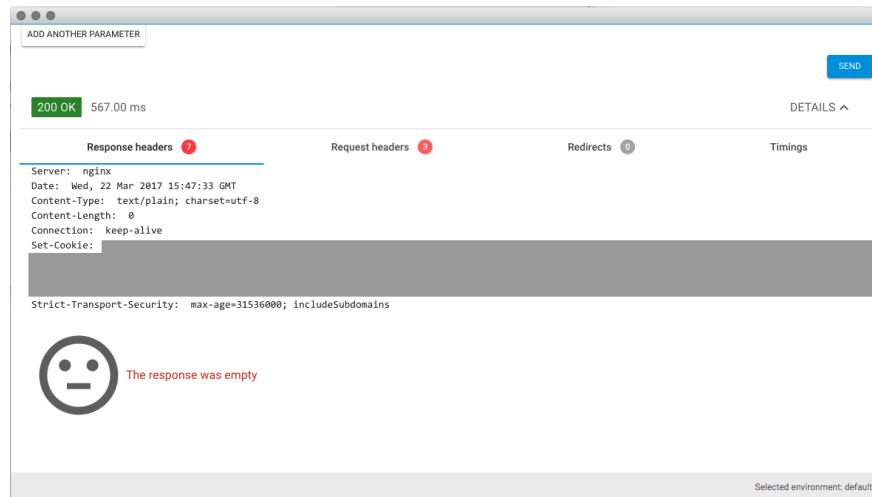 ADD ANOTHER PARAMETER
SEND
200 OK 567.00 ms DETAILS
Response headers 7 Request headers 3 Redirects 0 Timings
Server: nginx
Date: Wed, 22 Mar 2017 15:47:33 GMT
Content-Type: text/plain; charset=utf-8
Content-Length: 0
Connection: keep-alive
Set-Cookie:
Strict-Transport-Security: max-age=31536000; includeSubdomains
The response was empty
Selected environment: default